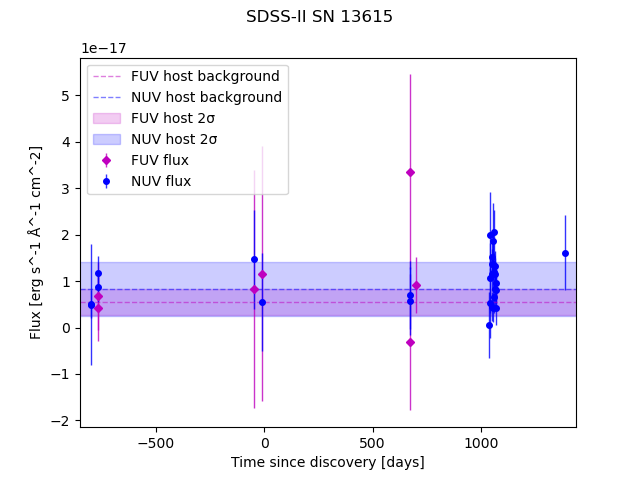 SDSS-II SN 13615
1e−17
FUV host background
NUV host background
FUV host 2σ
NUV host 2σ
FUV flux
NUV flux
5
4
3
2
1
0
−1
−2
Flux [erg s^-1 Å^-1 cm^-2]
−500
0
500
1000
Time since discovery [days]